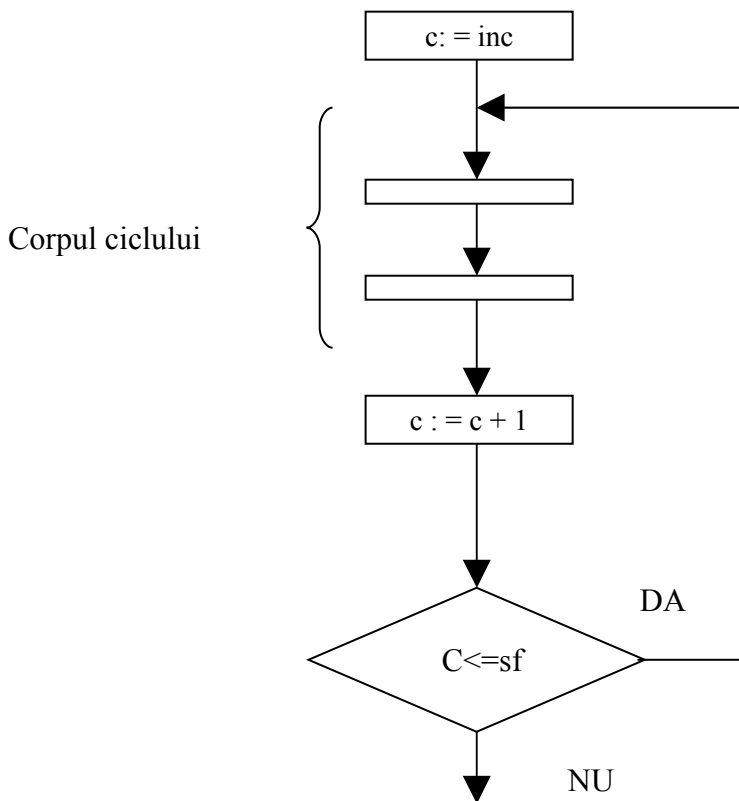 c: = inc
Corpul ciclului
c : = c + 1
DA
C<=sf
NU